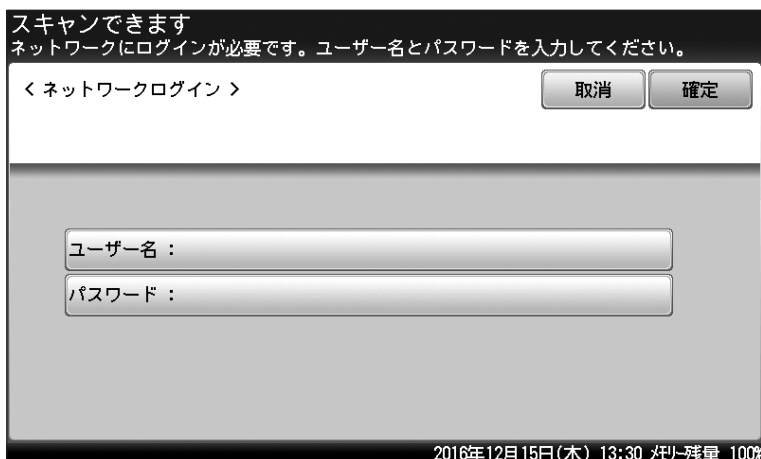 スキャンできます
ネットワークにログインが必要です。ユーザー名とパスワードを入力してください。
< ネットワークログイン >
取消
確定
ユーザー名 :
パスワード :
2016年12月15日(木) 13:30 ﾒﾓﾘｰ残量 100%